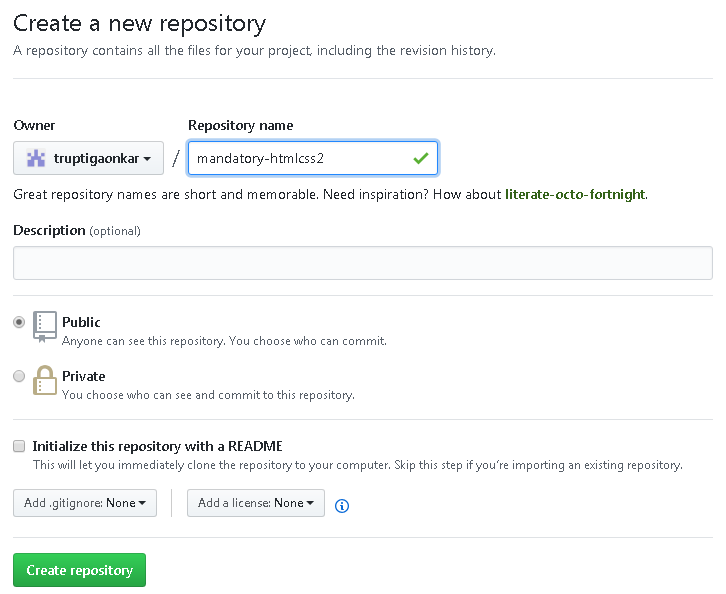 Create a new repository
A repository contains all the files for your project, including the revision history.
Owner
Repository name
truptigaonkar
/
mandatory-htmlcss2
Great repository names are short and memorable. Need inspiration? How about literate-octo-fortnight.
Description (optional)
Public
Anyone can see this repository. You choose who can commit.
Private
You choose who can see and commit to this repository.
Initialize this repository with a README
This will let you immediately clone the repository to your computer. Skip this step if you’re importing an existing repository.
Add .gitignore: None
Add a license: None
Create repository